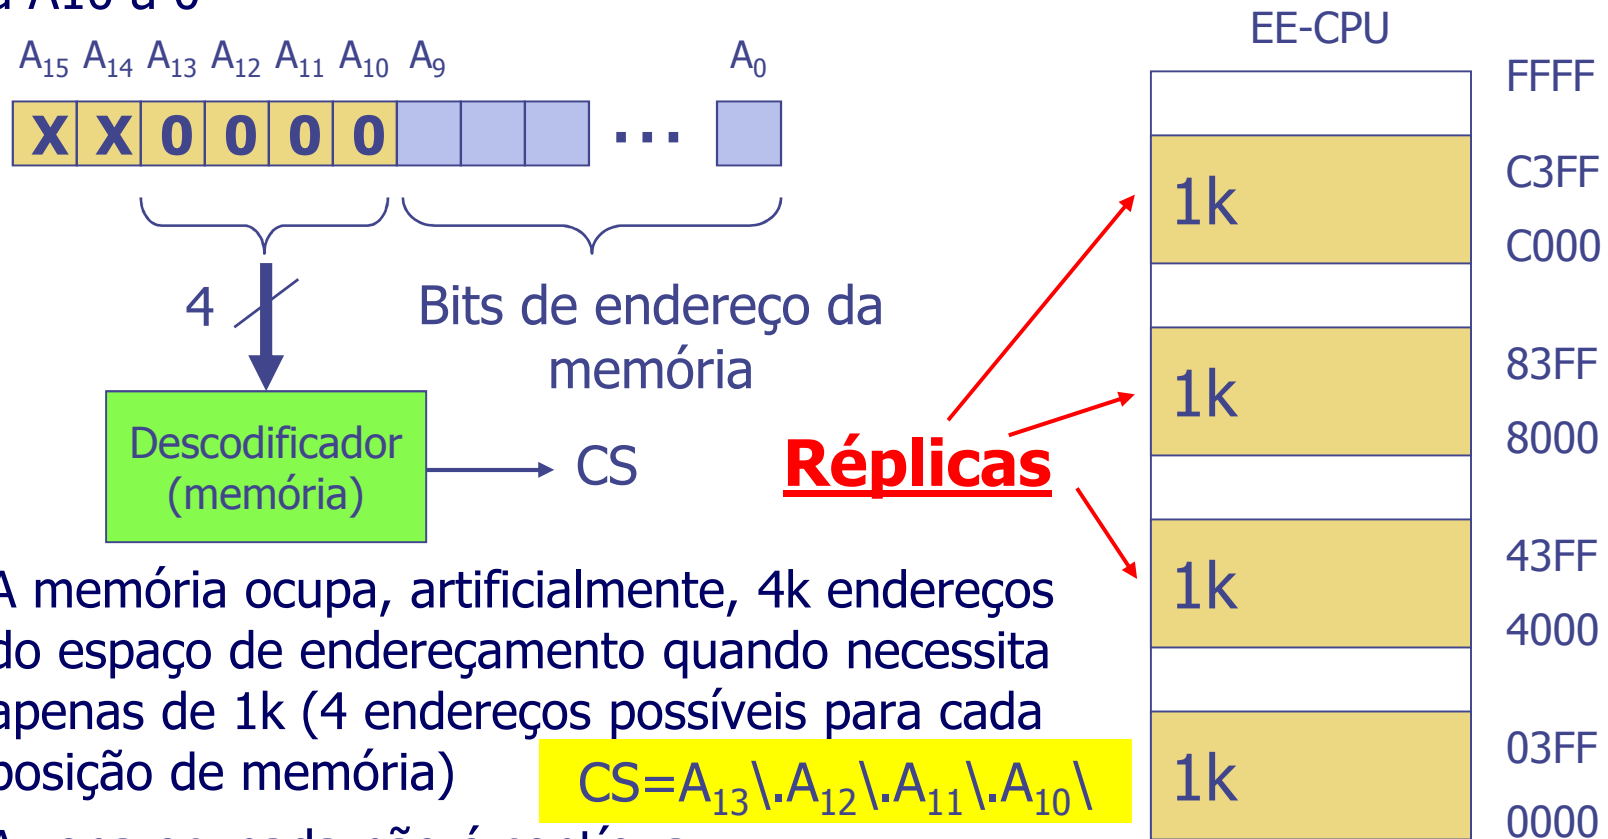 a A10 a 0
A15 A14 A13 A12 A11 A10 A9 A0
X X 0 0 0 0 ...
4
Bits de endereço da
memória
Descodificador
(memória)
CS
Réplicas
A memória ocupa, artificialmente, 4k endereços
do espaço de endereçamento quando necessita
apenas de 1k (4 endereços possíveis para cada
posição de memória)
CS=A13\.A12\.A11\.A10\
EE-CPU
FFFF
1k
C3FF
C000
1k
83FF
8000
1k
43FF
4000
1k
03FF
0000